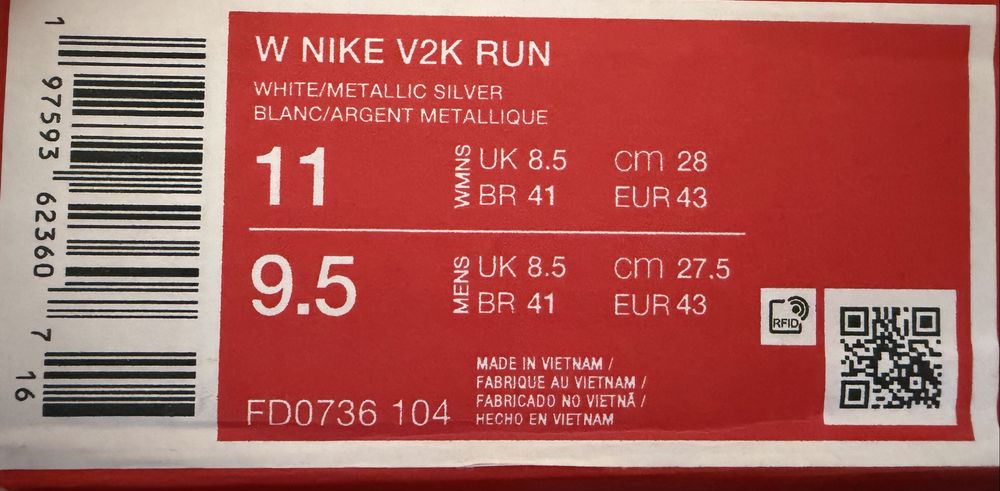 1 97593 62360 7
16
W NIKE V2K RUN
WHITE/METALLIC SILVER
BLANC/ARGENT METALLIQUE
11 WMNS UK 8.5 cm 28
BR 41 EUR 43
9.5 MENS UK 8.5 cm 27.5
BR 41 EUR 43
RFID
MADE IN VIETNAM /
FABRIQUE AU VIETNAM /
FABRICADO NO VIETNÃ /
HECHO EN VIETNAM
FD0736 104